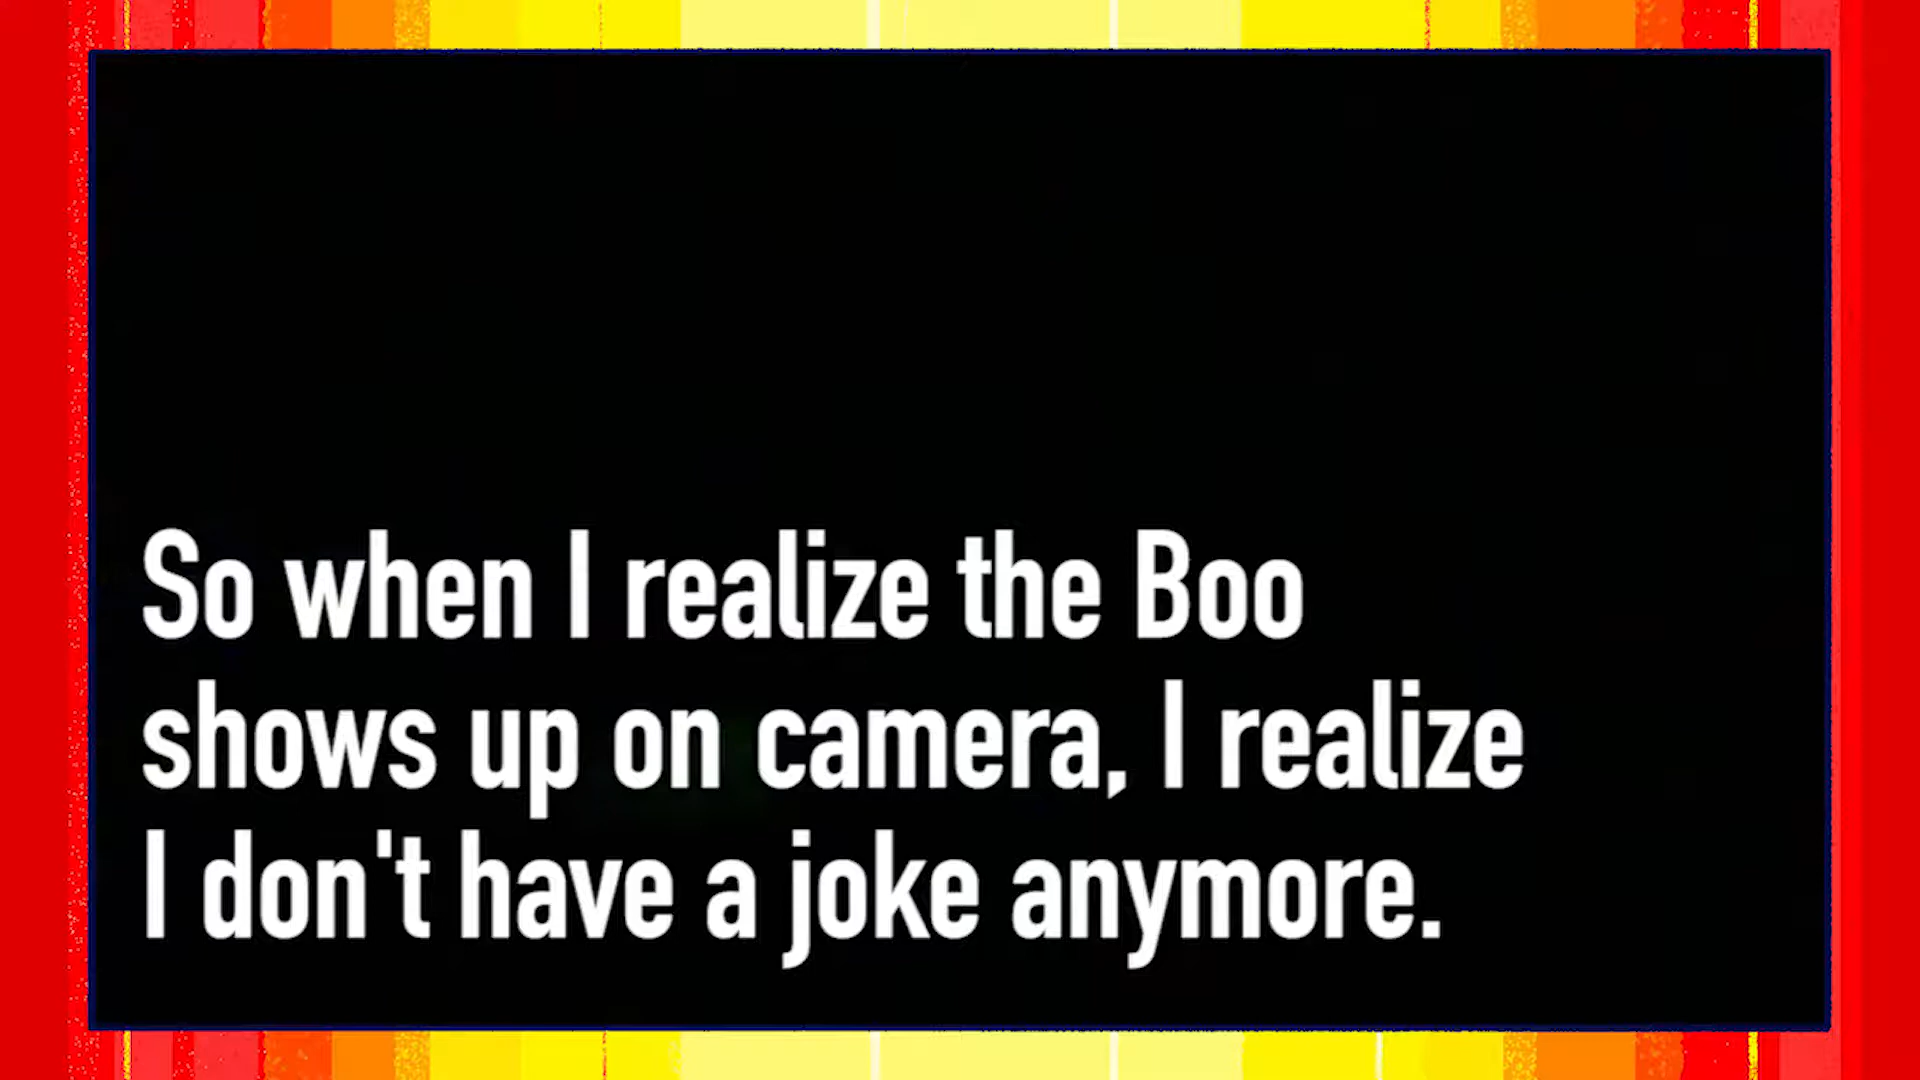 So when I realize the Boo
shows up on camera, I realize
I don't have a joke anymore.